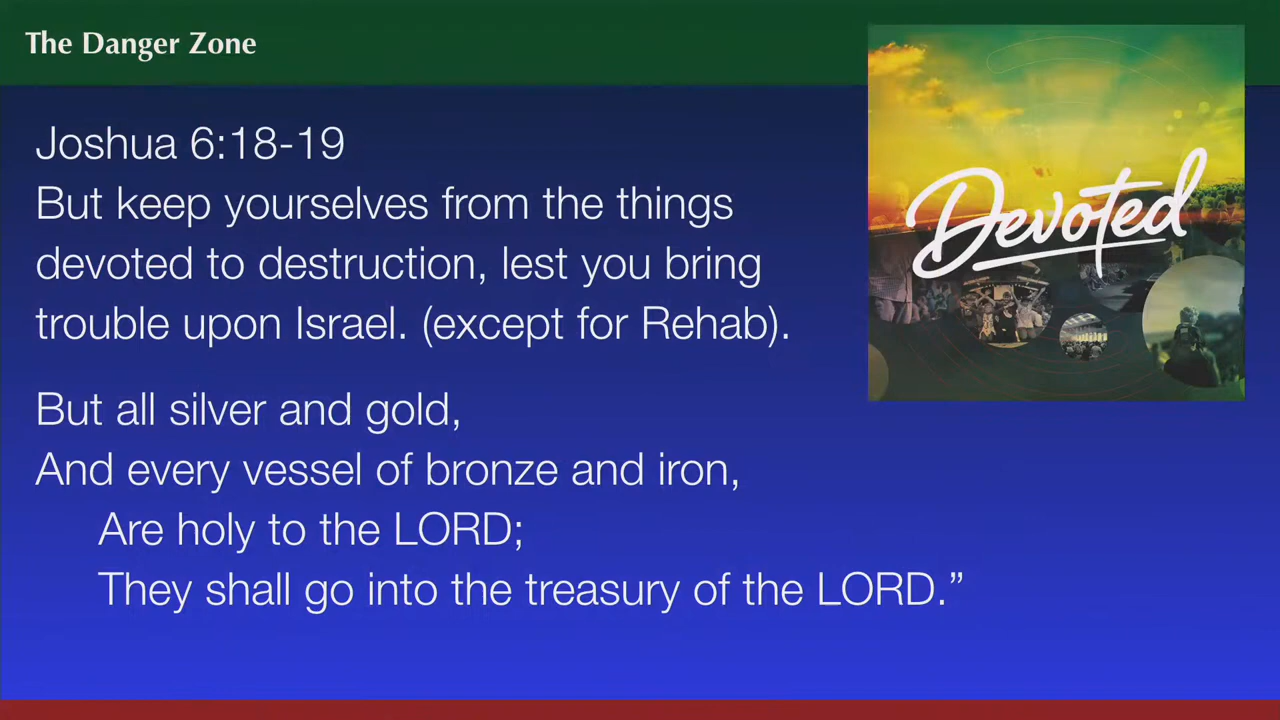 The Danger Zone
Joshua 6:18-19
But keep yourselves from the things
devoted to destruction, lest you bring
trouble upon Israel. (except for Rehab).
But all silver and gold,
And every vessel of bronze and iron,
Are holy to the LORD;
They shall go into the treasury of the LORD.”
Devoted